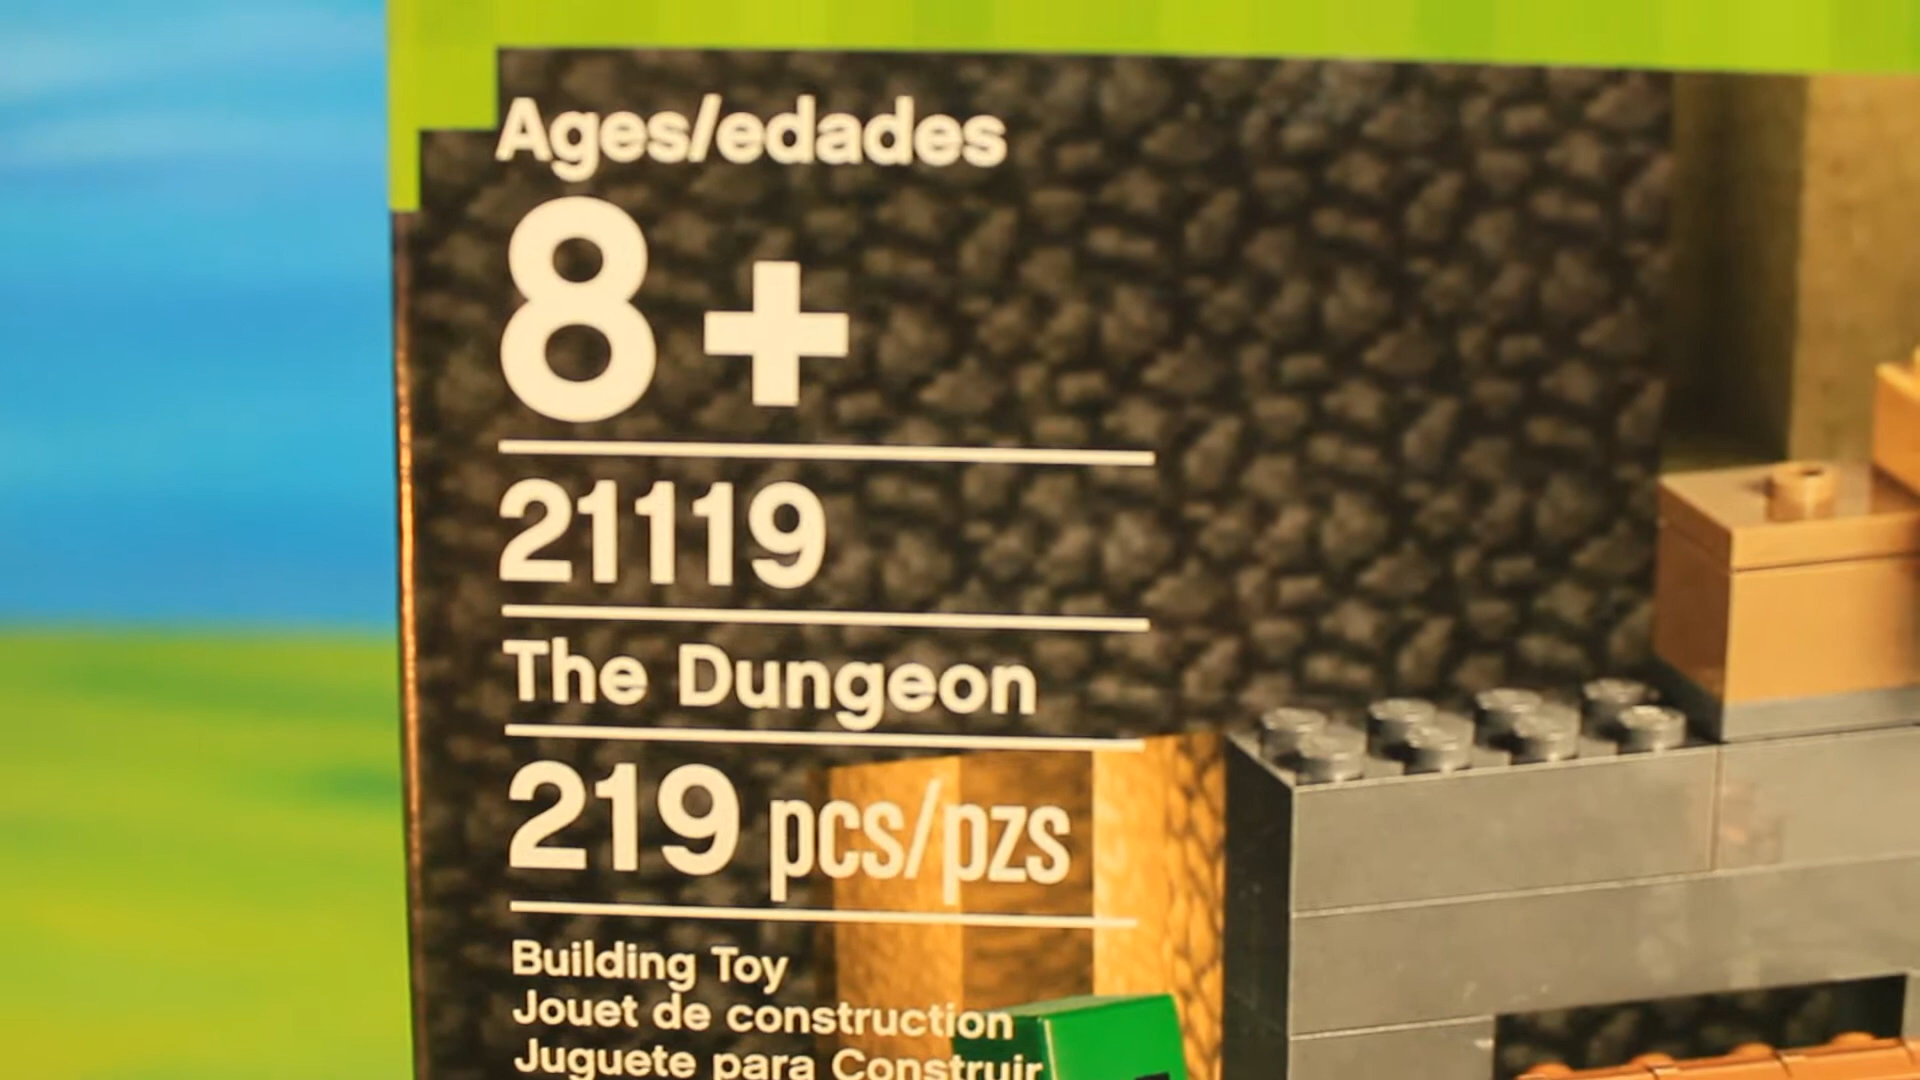 Ages/edades
8+
21119
The Dungeon
219 pcs/pzs
Building Toy
Jouet de construction
Juguete para Construir